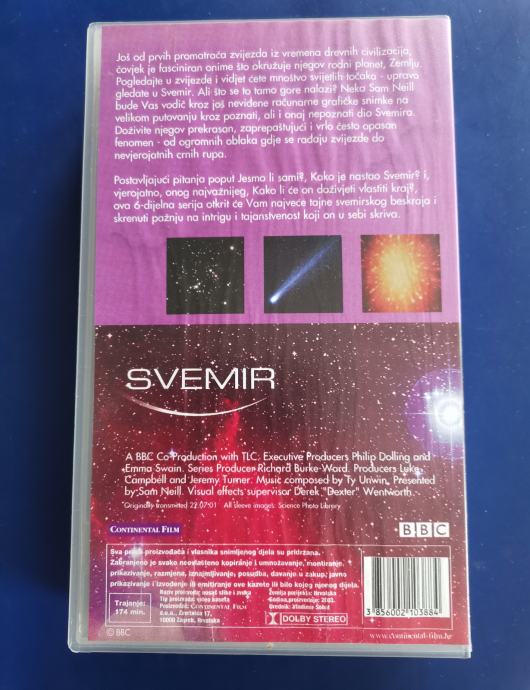 Još od prvih promatrača zvijezda iz vremena drevnih civilizacija,
čovjek je fasciniran onime što okružuje njegov rodni planet, Zemlju.
Pogledajte u zvijezde i vidjet ćete mnoštvo svijetlih točaka - upravo
gledate u Svemir. Ali što se to tamo gore nalazi? Neka Sam Neill
bude Vaš vodič kroz još neviđene računarne grafičke snimke na
velikom putovanju kroz poznati, ali i onaj nepoznati dio Svemira.
Doživite njegov prekrasan, zaprepašćujući i vrlo često opasan
fenomen - od ogromnih oblaka gdje se rađaju zvijezde do
nevjerojatnih crnih rupa.
Postavljajući pitanja poput Jesmo li sami?, Kako je nastao Svemir? i,
vjerojatno, onog najvažnijeg, Kako li će on doživjeti vlastiti kraj?,
ova 6-dijelna serija otkrit će Vam najveće tajne svemirskog beskraja i
skrenuti pažnju na intrigu i tajanstvenost koji on u sebi skriva.
SVEMIR
A BBC Co-Production with TLC. Executive Producers Philip Dolling and
Emma Swain. Series Producer Richard Burke-Ward. Producers Luke
Campbell and Jeremy Turner. Music composed by Ty Unwin. Presented
by Sam Neill. Visual effects supervisor Derek "Dexter" Wentworth.
Originally transmitted 22.07.01 All sleeve images: Science Photo Library
CONTINENTAL FILM
BBC
Sva prava proizvođača i vlasnika snimljenog djela su pridržana.
Zabranjeno je svako neovlašteno kopiranje i umnožavanje, montiranje,
prikazivanje, razmjena, iznajmljivanje, posudba, davanje u zakup, javno
prikazivanje i izvođenje ili emitiranje ove kazete ili bilo kojeg njenog dijela.
Trajanje:
174 min.
Naziv proizvoda: nosač slike i zvuka
Tip proizvoda: video kaseta
Proizvođač: CONTINENTAL FILM
d.o.o., Šoštarićeva
10000 Zagreb, Hrvatska
Zemlja porijekla: Hrvatska
Godina proizvodnje: 2003.
Urednik: Vladimir
DOLBY STEREO
3 856002 103884
© BBC
www.continental-film.hr